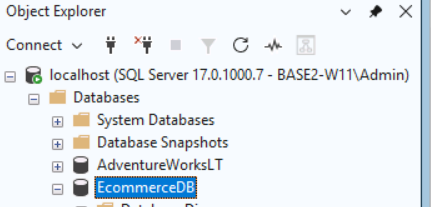 Object Explorer
Connect
localhost (SQL Server 17.0.1000.7 - BASE2-W11\Admin)
Databases
System Databases
Database Snapshots
AdventureWorksLT
EcommerceDB